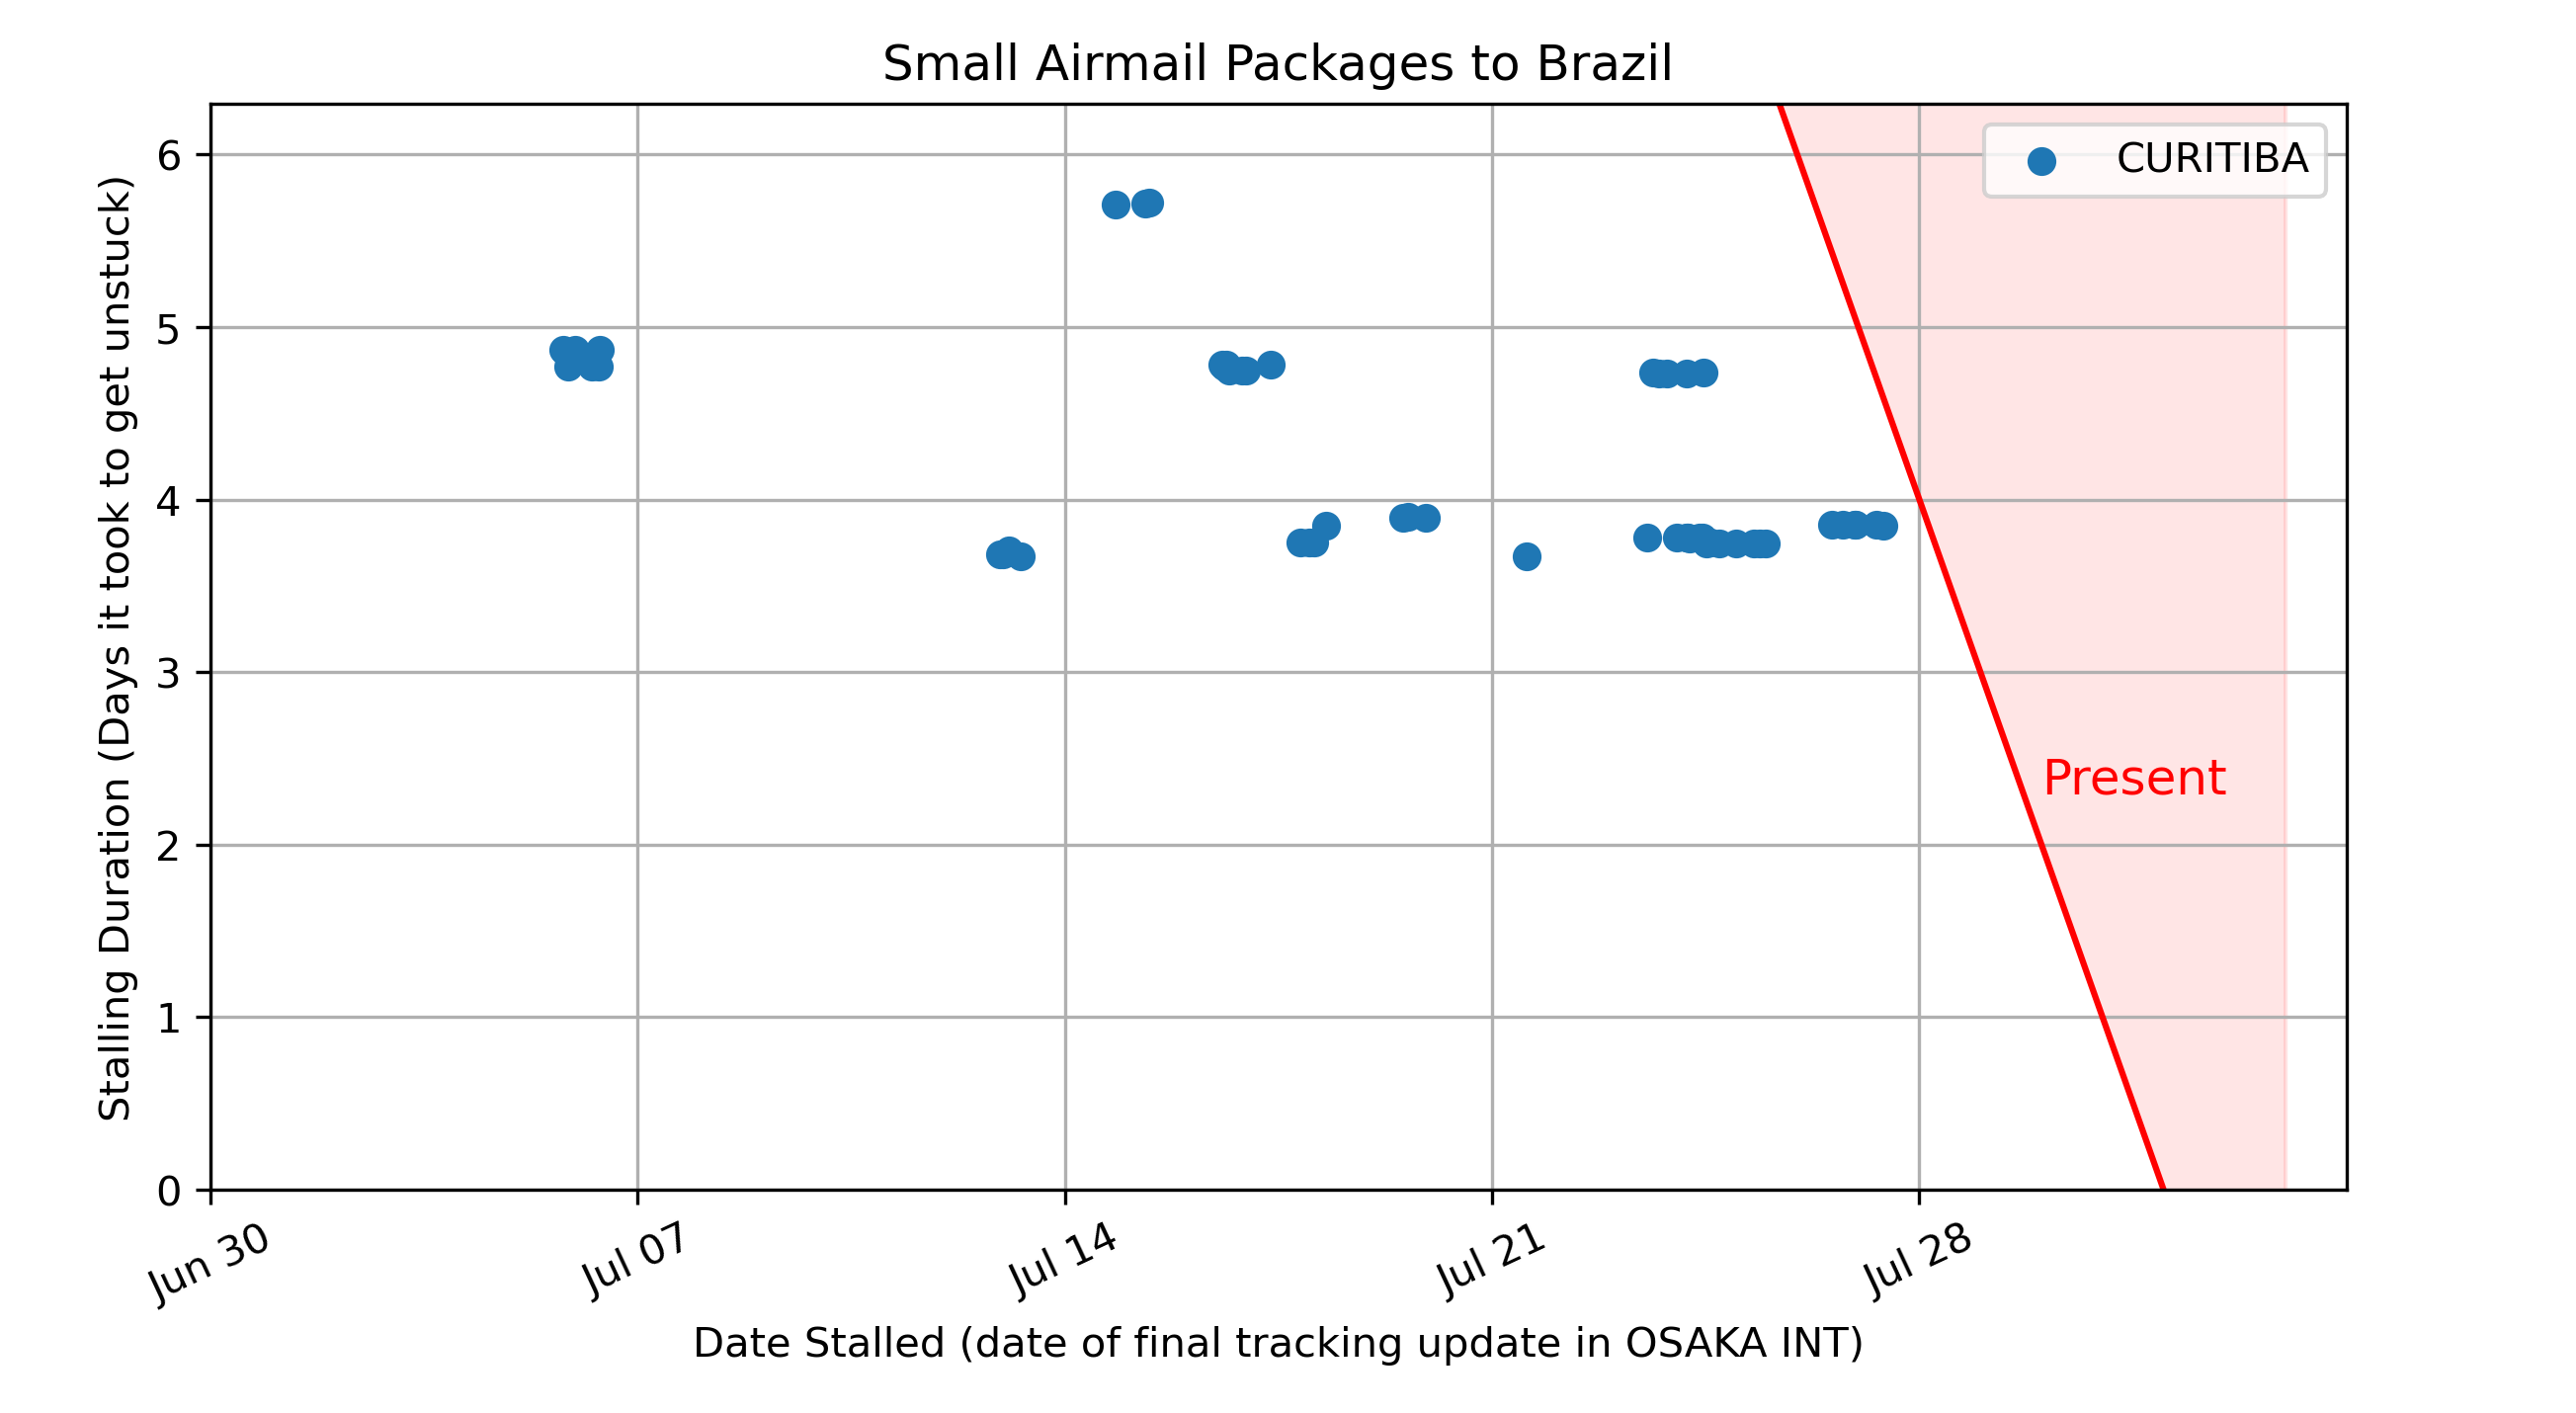 Small Airmail Packages to Brazil
CURITIBA
Stalling Duration (Days it took to get unstuck)
6
5
4
3
2
1
0
Present
Jun 30
Jul 07
Jul 14
Jul 21
Jul 28
Date Stalled (date of final tracking update in OSAKA INT)